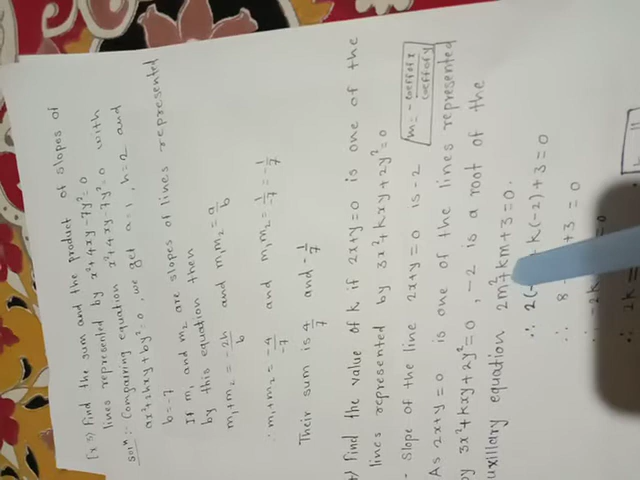 Ex 3) Find the sum and the product of slopes of
lines represented by x²+4xy-7y²=0
Solⁿ:- Comparing equation x²+4xy-7y²=0 with
ax²+2hxy+by²=0, we get a=1, h=2 and
b=-7
If m₁ and m₂ are slopes of lines represented
by this equation then
m₁+m₂ = -2h/b and m₁m₂ = a/b
∴ m₁+m₂ = -4/-7 and m₁m₂ = 1/-7 = -1/7
Their sum is 4/7 and -1/7
Find the value of k if 2x+y=0 is one of the
lines represented by 3x²+kxy+2y²=0
- Slope of the line 2x+y=0 is -2
m = - coeff of x / coeff of y
As 2x+y=0 is one of the lines represented
by 3x²+kxy+2y²=0, -2 is a root of the
auxillary equation 2m²+km+3=0.
∴ 2( k(-2)+3=0
∴ 8 +3=0
∴ -2k =0
∴ 2k =